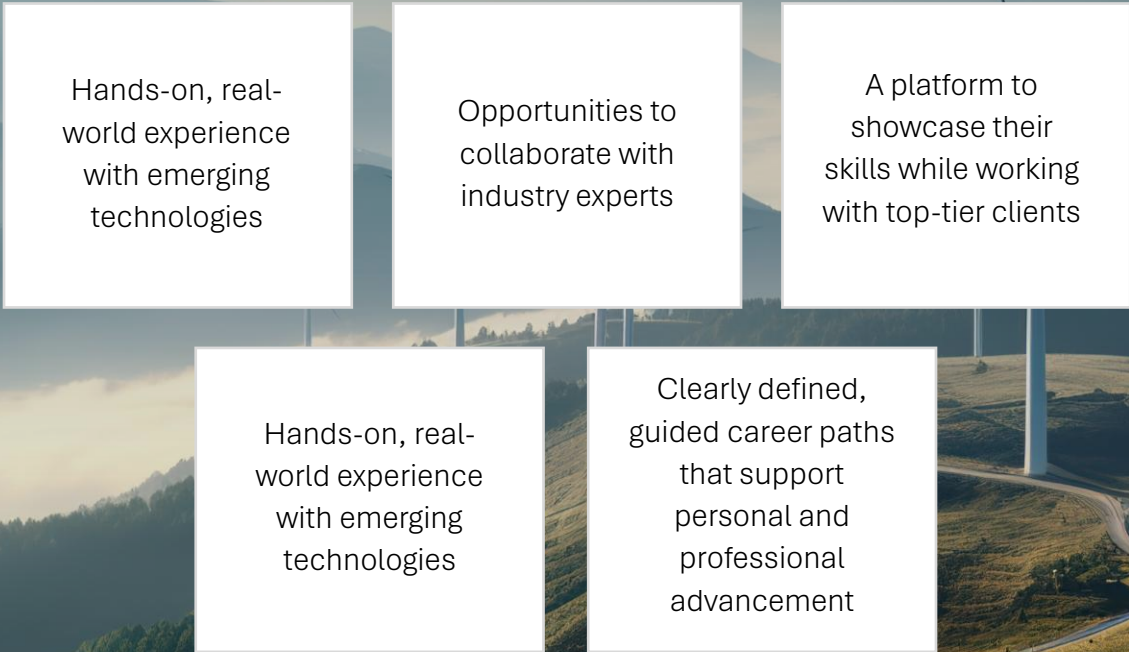 Hands-on, real-
world experience
with emerging
technologies
Opportunities to
collaborate with
industry experts
A platform to
showcase their
skills while working
with top-tier clients
Hands-on, real-
world experience
with emerging
technologies
Clearly defined,
guided career paths
that support
personal and
professional
advancement